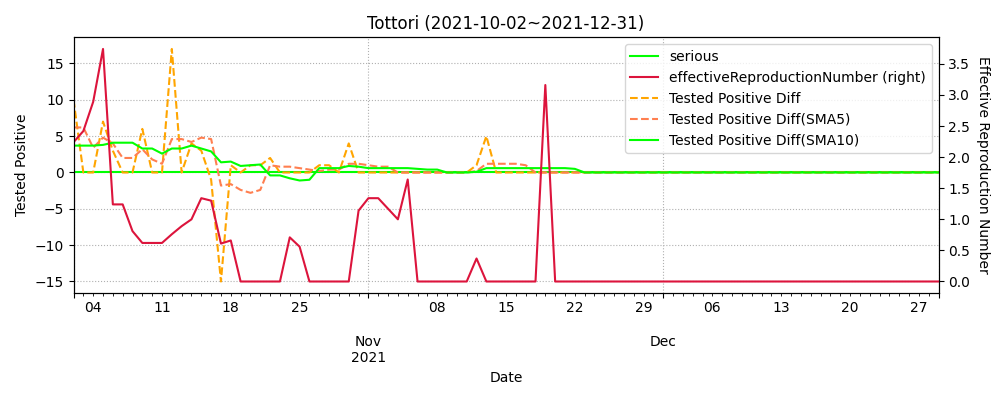 Tottori (2021-10-02~2021-12-31)
serious
effectiveReproductionNumber (right)
Tested Positive Diff
Tested Positive Diff(SMA5)
Tested Positive Diff(SMA10)
Tested Positive
15
10
5
0
−5
−10
−15
3.5
3.0
2.5
2.0
1.5
1.0
0.5
0.0
Effective Reproduction Number
04 11 18 25 08 15 22 29 06 13 20 27
Nov Dec
2021
Date